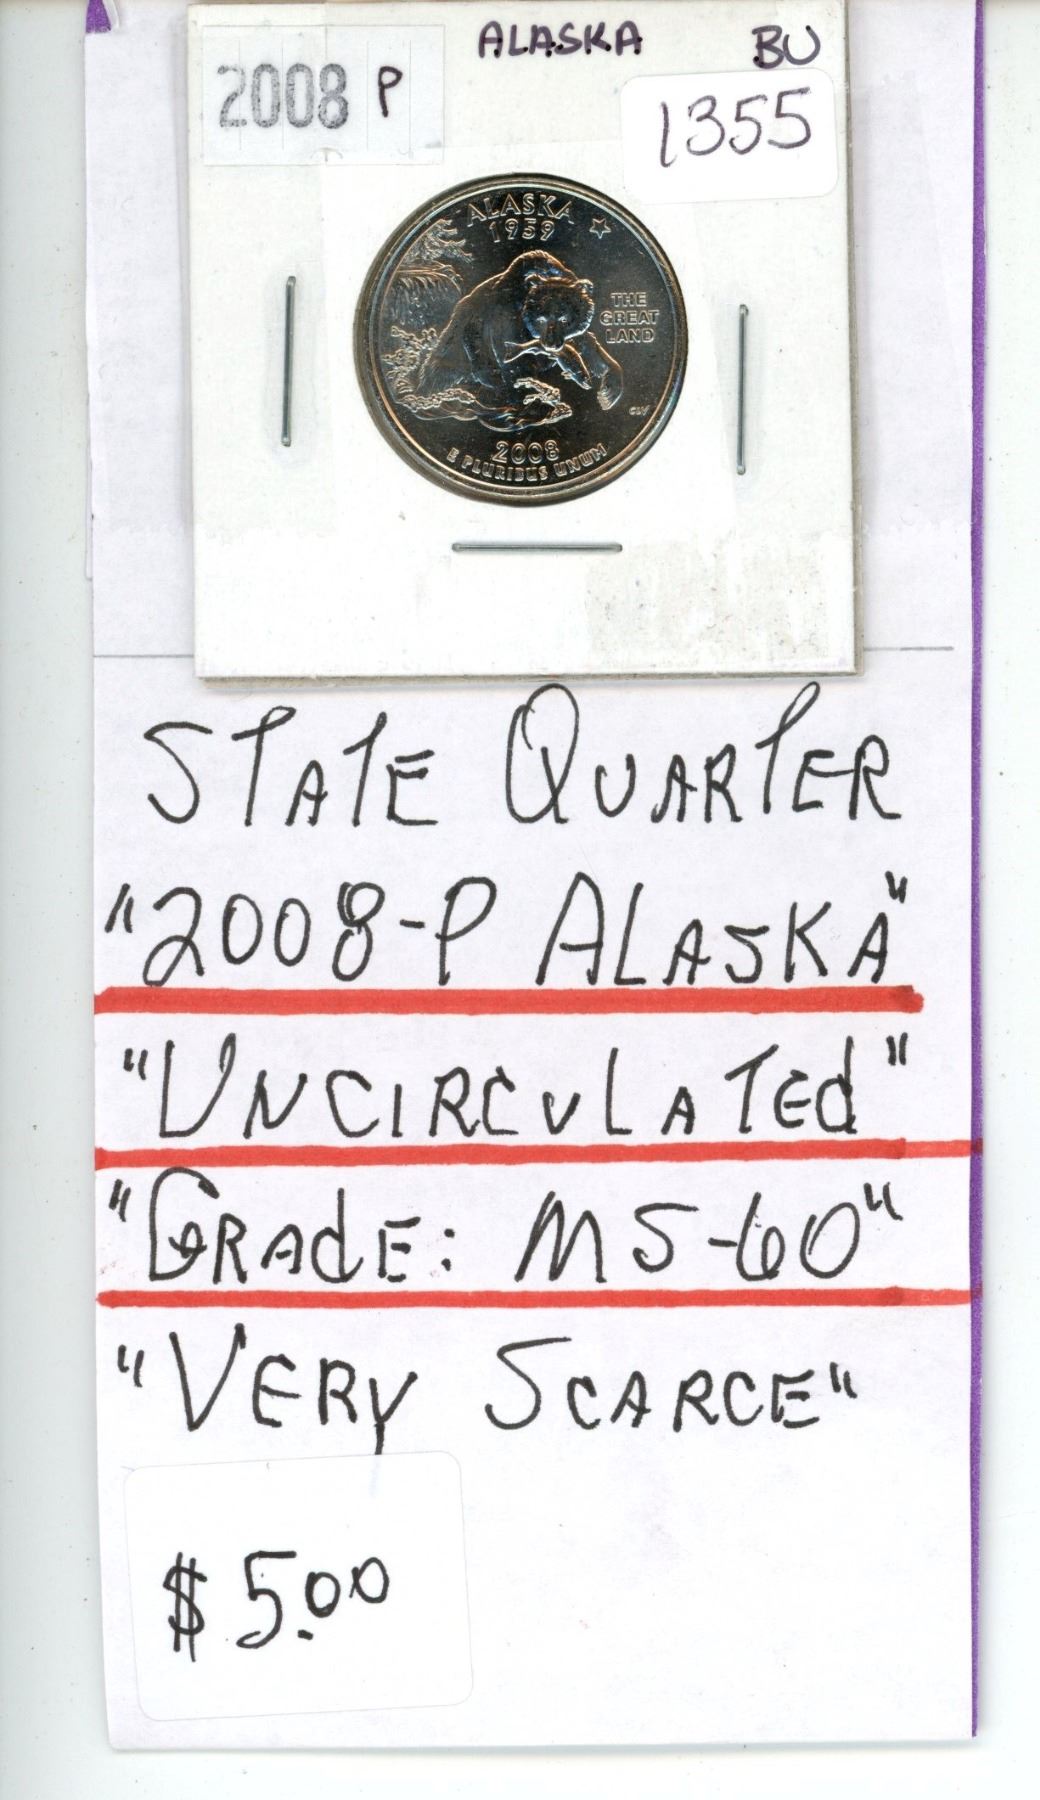 ALASKA BU
2008 P
1355
ALASKA
1959
THE
GREAT
LAND
CLV
2008
E PLURIBUS UNUM
STATE QUARTER
"2008-P ALASKA"
"UNCIRCULATEd"
"GRAdE: MS-60"
"VERY SCARCE"
$5.00